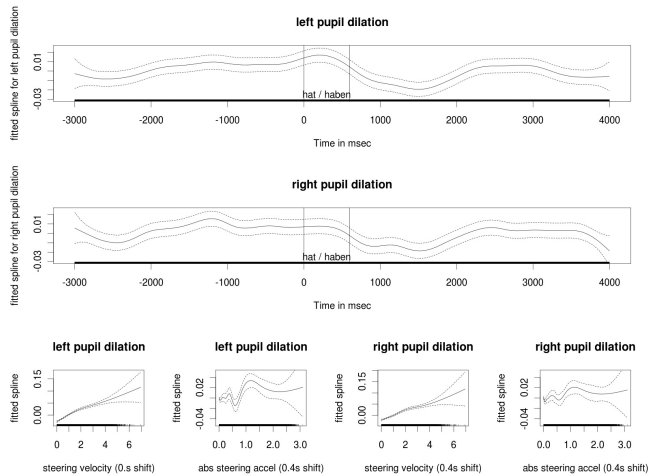 left pupil dilation
fitted spline for left pupil dilation
0.01
-0.03
hat / haben
-3000 -2000 -1000 0 1000 2000 3000 4000
Time in msec
right pupil dilation
fitted spline for right pupil dilation
0.01
-0.03
hat / haben
-3000 -2000 -1000 0 1000 2000 3000 4000
Time in msec
left pupil dilation
fitted spline
0.15
0.00
0 2 4 6
steering velocity (0.s shift)
left pupil dilation
fitted spline
0.02
-0.04
0.0 1.0 2.0 3.0
abs steering accel (0.4s shift)
right pupil dilation
fitted spline
0.15
0.00
0 2 4 6
steering velocity (0.4s shift)
right pupil dilation
fitted spline
0.02
-0.04
0.0 1.0 2.0 3.0
abs steering accel (0.4s shift)